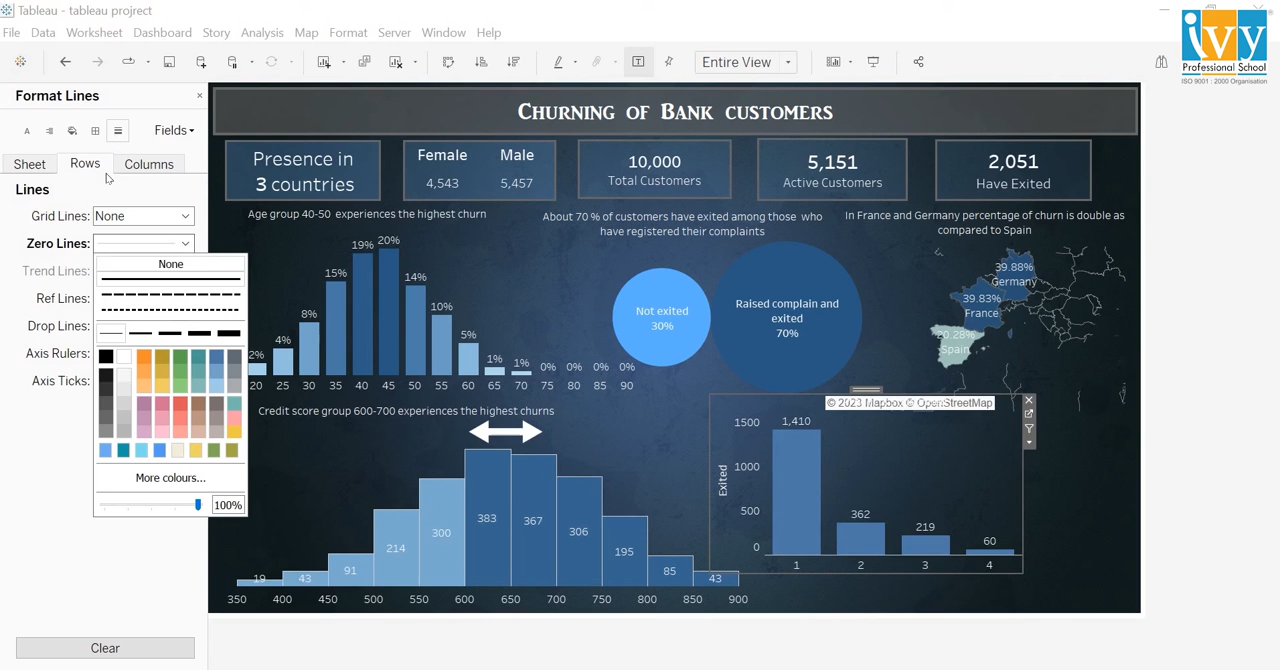 Tableau - tableau projrect
File Data Worksheet Dashboard Story Analysis Map Format Server Window Help
ivy
Professional School
ISO 9001 : 2000 Organisation
Entire View
Format Lines
Fields
Sheet Rows Columns
Lines
Grid Lines: None
Zero Lines:
Trend Lines:
Ref Lines:
Drop Lines:
Axis Rulers:
Axis Ticks:
None
More colours...
100%
Clear
Churning of Bank customers
Presence in
3 countries
Female Male
4,543 5,457
10,000
Total Customers
5,151
Active Customers
2,051
Have Exited
Age group 40-50 experiences the highest churn
2% 4% 8% 15% 19% 20% 14% 10% 5% 1% 1% 0% 0% 0% 0%
20 25 30 35 40 45 50 55 60 65 70 75 80 85 90
About 70 % of customers have exited among those who
have registered their complaints
Not exited
30%
Raised complain and
exited
70%
In France and Germany percentage of churn is double as
compared to Spain
39.88%
Germany
39.83%
France
20.28%
Spain
© 2023 Mapbox © OpenStreetMap
Credit score group 600-700 experiences the highest churns
19 43 91 214 300 383 367 306 195 85 43
350 400 450 500 550 600 650 700 750 800 850 900
Exited
1500
1000
500
0
1,410 362 219 60
1 2 3 4